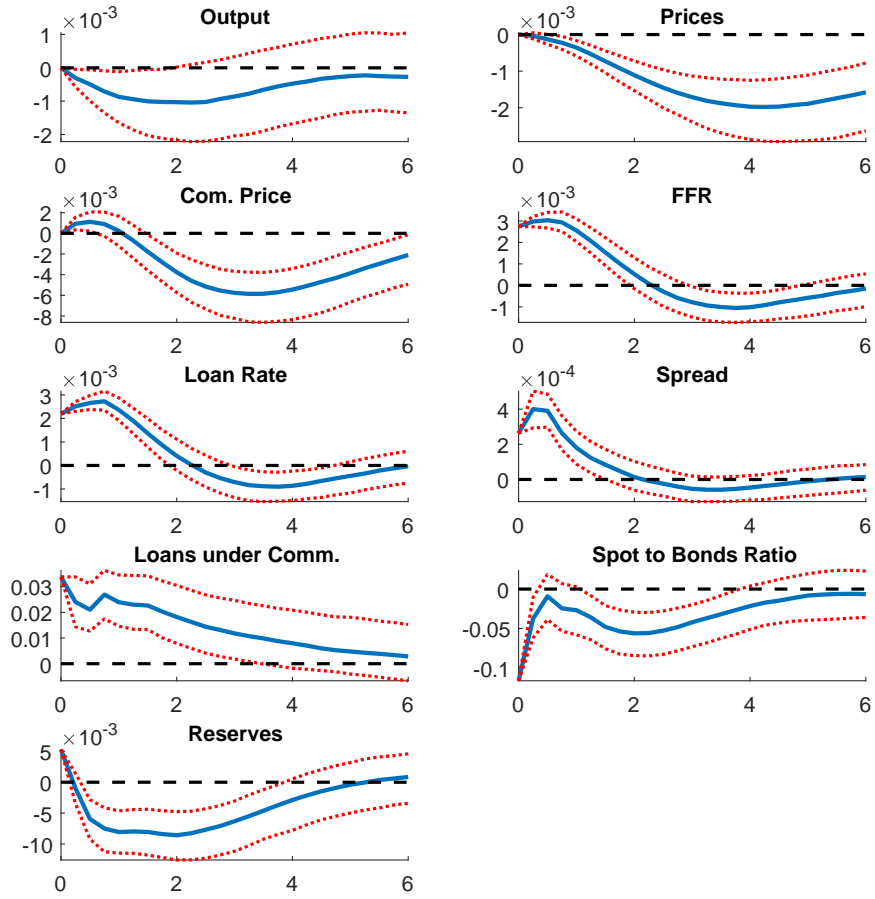 ×10⁻³ Output
1
0
-1
-2
0 2 4 6
×10⁻³ Prices
0
-1
-2
0 2 4 6
×10⁻³ Com. Price
2
0
-2
-4
-6
-8
0 2 4 6
×10⁻³ FFR
3
2
1
0
-1
0 2 4 6
×10⁻³ Loan Rate
3
2
1
0
-1
0 2 4 6
×10⁻⁴ Spread
4
2
0
0 2 4 6
Loans under Comm.
0.03
0.02
0.01
0
0 2 4 6
Spot to Bonds Ratio
0
-0.05
-0.1
0 2 4 6
×10⁻³ Reserves
5
0
-5
-10
0 2 4 6